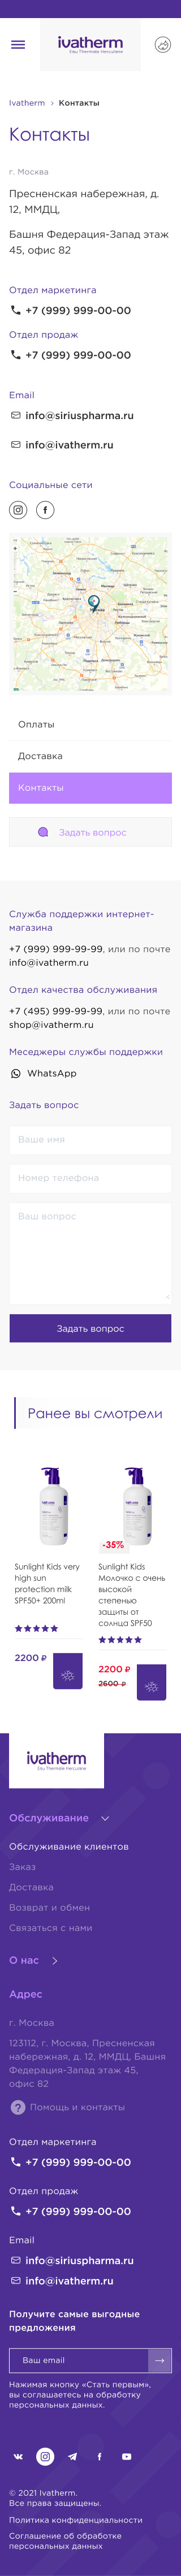 ivatherm
Eau Thermale Herculane
Ivatherm > Контакты
Контакты
г. Москва
Пресненская набережная, д.
12, ММДЦ,
Башня Федерация-Запад этаж
45, офис 82
Отдел маркетинга
+7 (999) 999-00-00
Отдел продаж
+7 (999) 999-00-00
Email
info@siriuspharma.ru
info@ivatherm.ru
Социальные сети
Оплаты
Доставка
Контакты
Задать вопрос
Служба поддержки интернет-
магазина
+7 (999) 999-99-99, или по почте
info@ivatherm.ru
Отдел качества обслуживания
+7 (495) 999-99-99, или по почте
shop@ivatherm.ru
Меседжеры службы поддержки
WhatsApp
Задать вопрос
Ваше имя
Номер телефона
Ваш вопрос
Задать вопрос
Ранее вы смотрели
-35%
Sunlight Kids very
high sun
protection milk
SPF50+ 200ml
2200 ₽
Sunlight Kids
Молочко с очень
высокой
степенью
защиты от
солнца SPF50
2200 ₽
2600 ₽
ivatherm
Eau Thermale Herculane
Обслуживание
Обслуживание клиентов
Заказ
Доставка
Возврат и обмен
Связаться с нами
О нас
Адрес
г. Москва
123112, г. Москва, Пресненская
набережная, д. 12, ММДЦ, Башня
Федерация-Запад этаж 45,
офис 82
? Помощь и контакты
Отдел маркетинга
+7 (999) 999-00-00
Отдел продаж
+7 (999) 999-00-00
Email
info@siriuspharma.ru
info@ivatherm.ru
Получите самые выгодные
предложения
Ваш email
Нажимая кнопку «Стать первым»,
вы соглашаетесь на обработку
персональных данных.
© 2021 Ivatherm.
Все права защищены.
Политика конфиденциальности
Соглашение об обработке
персональных данных